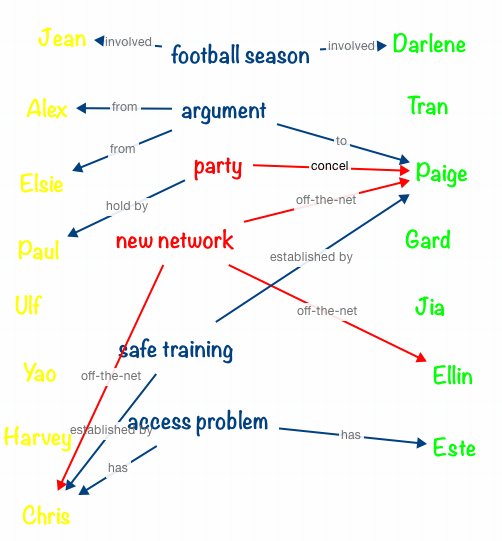 Jean
involved
football season
involved
Darlene
Alex
from
argument
Tran
from
to
Elsie
party
concel
Paige
hold by
off-the-net
Paul
new network
established by
Gard
Ulf
off-the-net
Jia
safe training
Yao
off-the-net
Ellin
Harvey
established by
access problem
has
Este
has
Chris